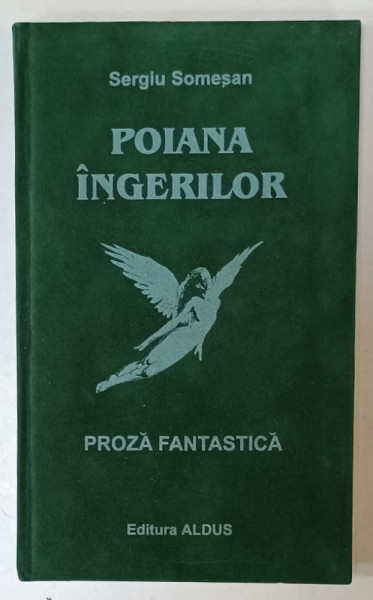 Sergiu Someșan
POIANA
ÎNGERILOR
PROZĂ FANTASTICĂ
Editura ALDUS